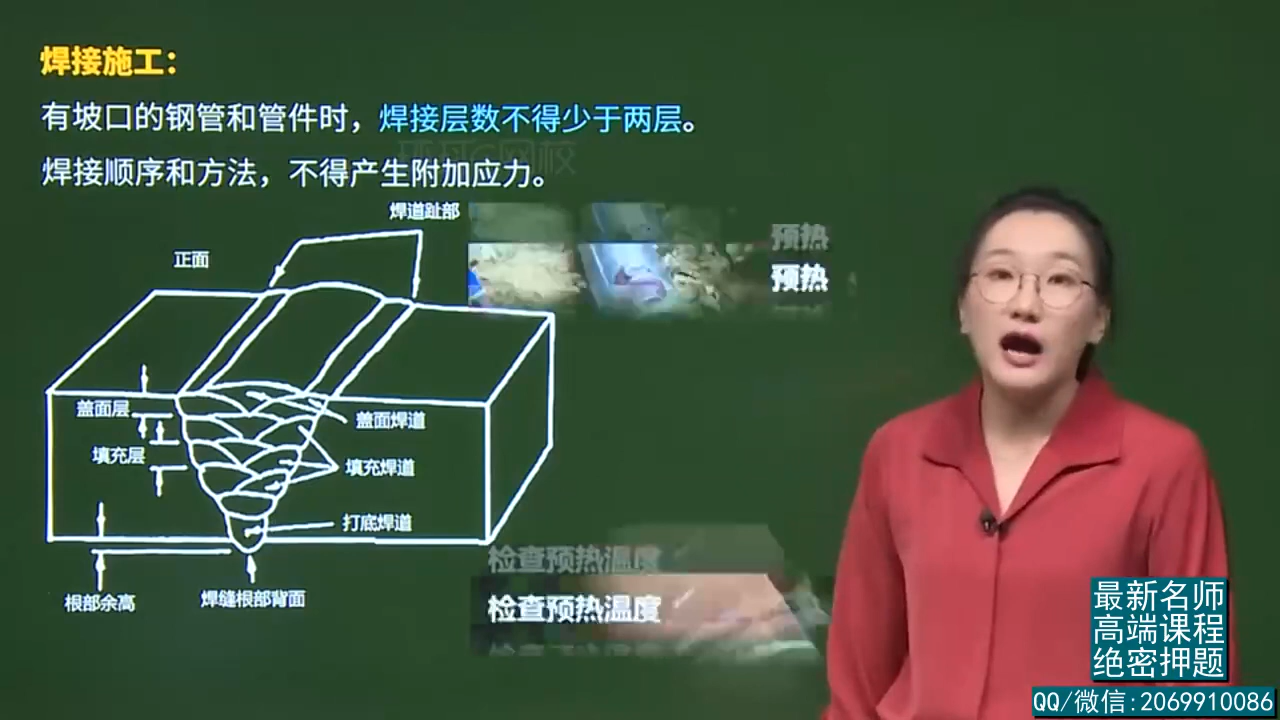 焊接施工：
有坡口的钢管和管件时，焊接层数不得少于两层。
焊接顺序和方法，不得产生附加应力。
焊道趾部
正面
预热
预热
盖面层
盖面焊道
填充层
填充焊道
打底焊道
检查预热温度
检查预热温度
根部余高
焊缝根部背面
最新名师
高端课程
绝密押题
QQ/微信:2069910086